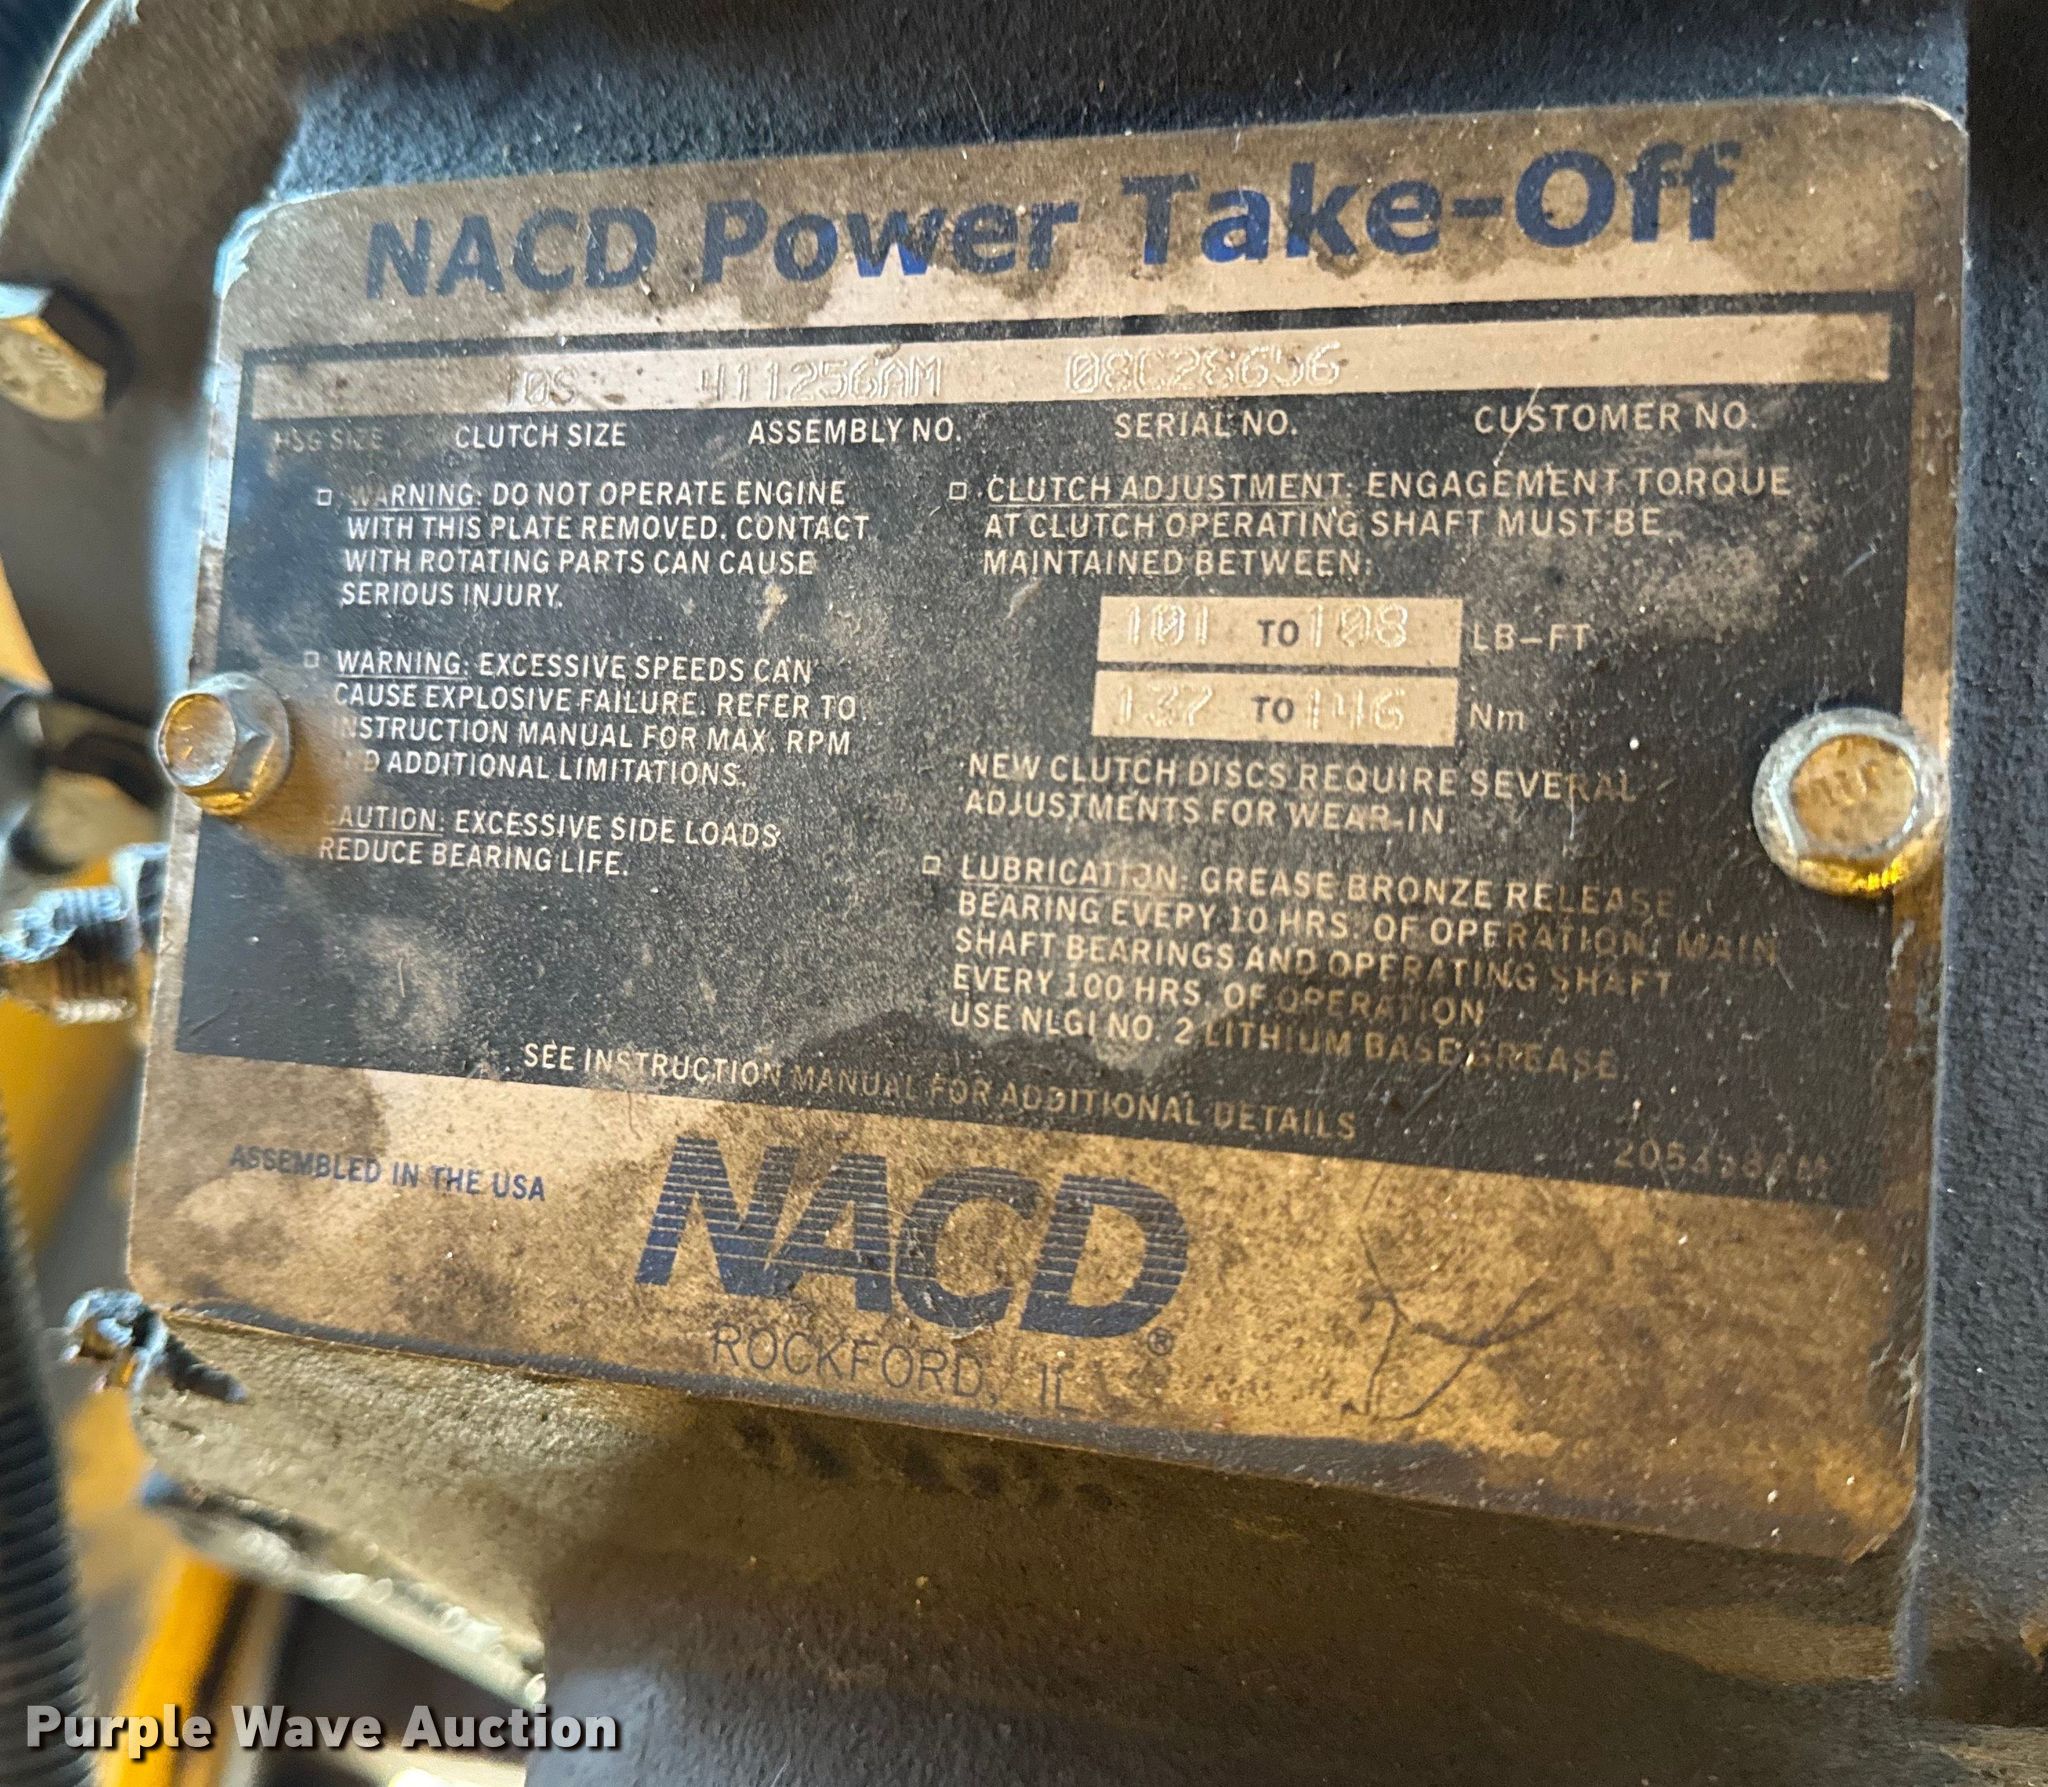 NACD Power Take-Off
10S 411256AM 08C28656
HSG SIZE CLUTCH SIZE ASSEMBLY NO. SERIAL NO. CUSTOMER NO.
WARNING: DO NOT OPERATE ENGINE
WITH THIS PLATE REMOVED. CONTACT
WITH ROTATING PARTS CAN CAUSE
SERIOUS INJURY.
WARNING: EXCESSIVE SPEEDS CAN
CAUSE EXPLOSIVE FAILURE. REFER TO
INSTRUCTION MANUAL FOR MAX. RPM
AND ADDITIONAL LIMITATIONS.
CAUTION: EXCESSIVE SIDE LOADS
REDUCE BEARING LIFE.
CLUTCH ADJUSTMENT: ENGAGEMENT TORQUE
AT CLUTCH OPERATING SHAFT MUST BE
MAINTAINED BETWEEN:
101 TO 108 LB-FT
137 TO 146 Nm
NEW CLUTCH DISCS REQUIRE SEVERAL
ADJUSTMENTS FOR WEAR-IN.
LUBRICATION: GREASE BRONZE RELEASE
BEARING EVERY 10 HRS. OF OPERATION. MAIN
SHAFT BEARINGS AND OPERATING SHAFT
EVERY 100 HRS. OF OPERATION
USE NLGI NO. 2 LITHIUM BASE GREASE
SEE INSTRUCTION MANUAL FOR ADDITIONAL DETAILS
ASSEMBLED IN THE USA
NACD®
ROCKFORD, IL
Purple Wave Auction